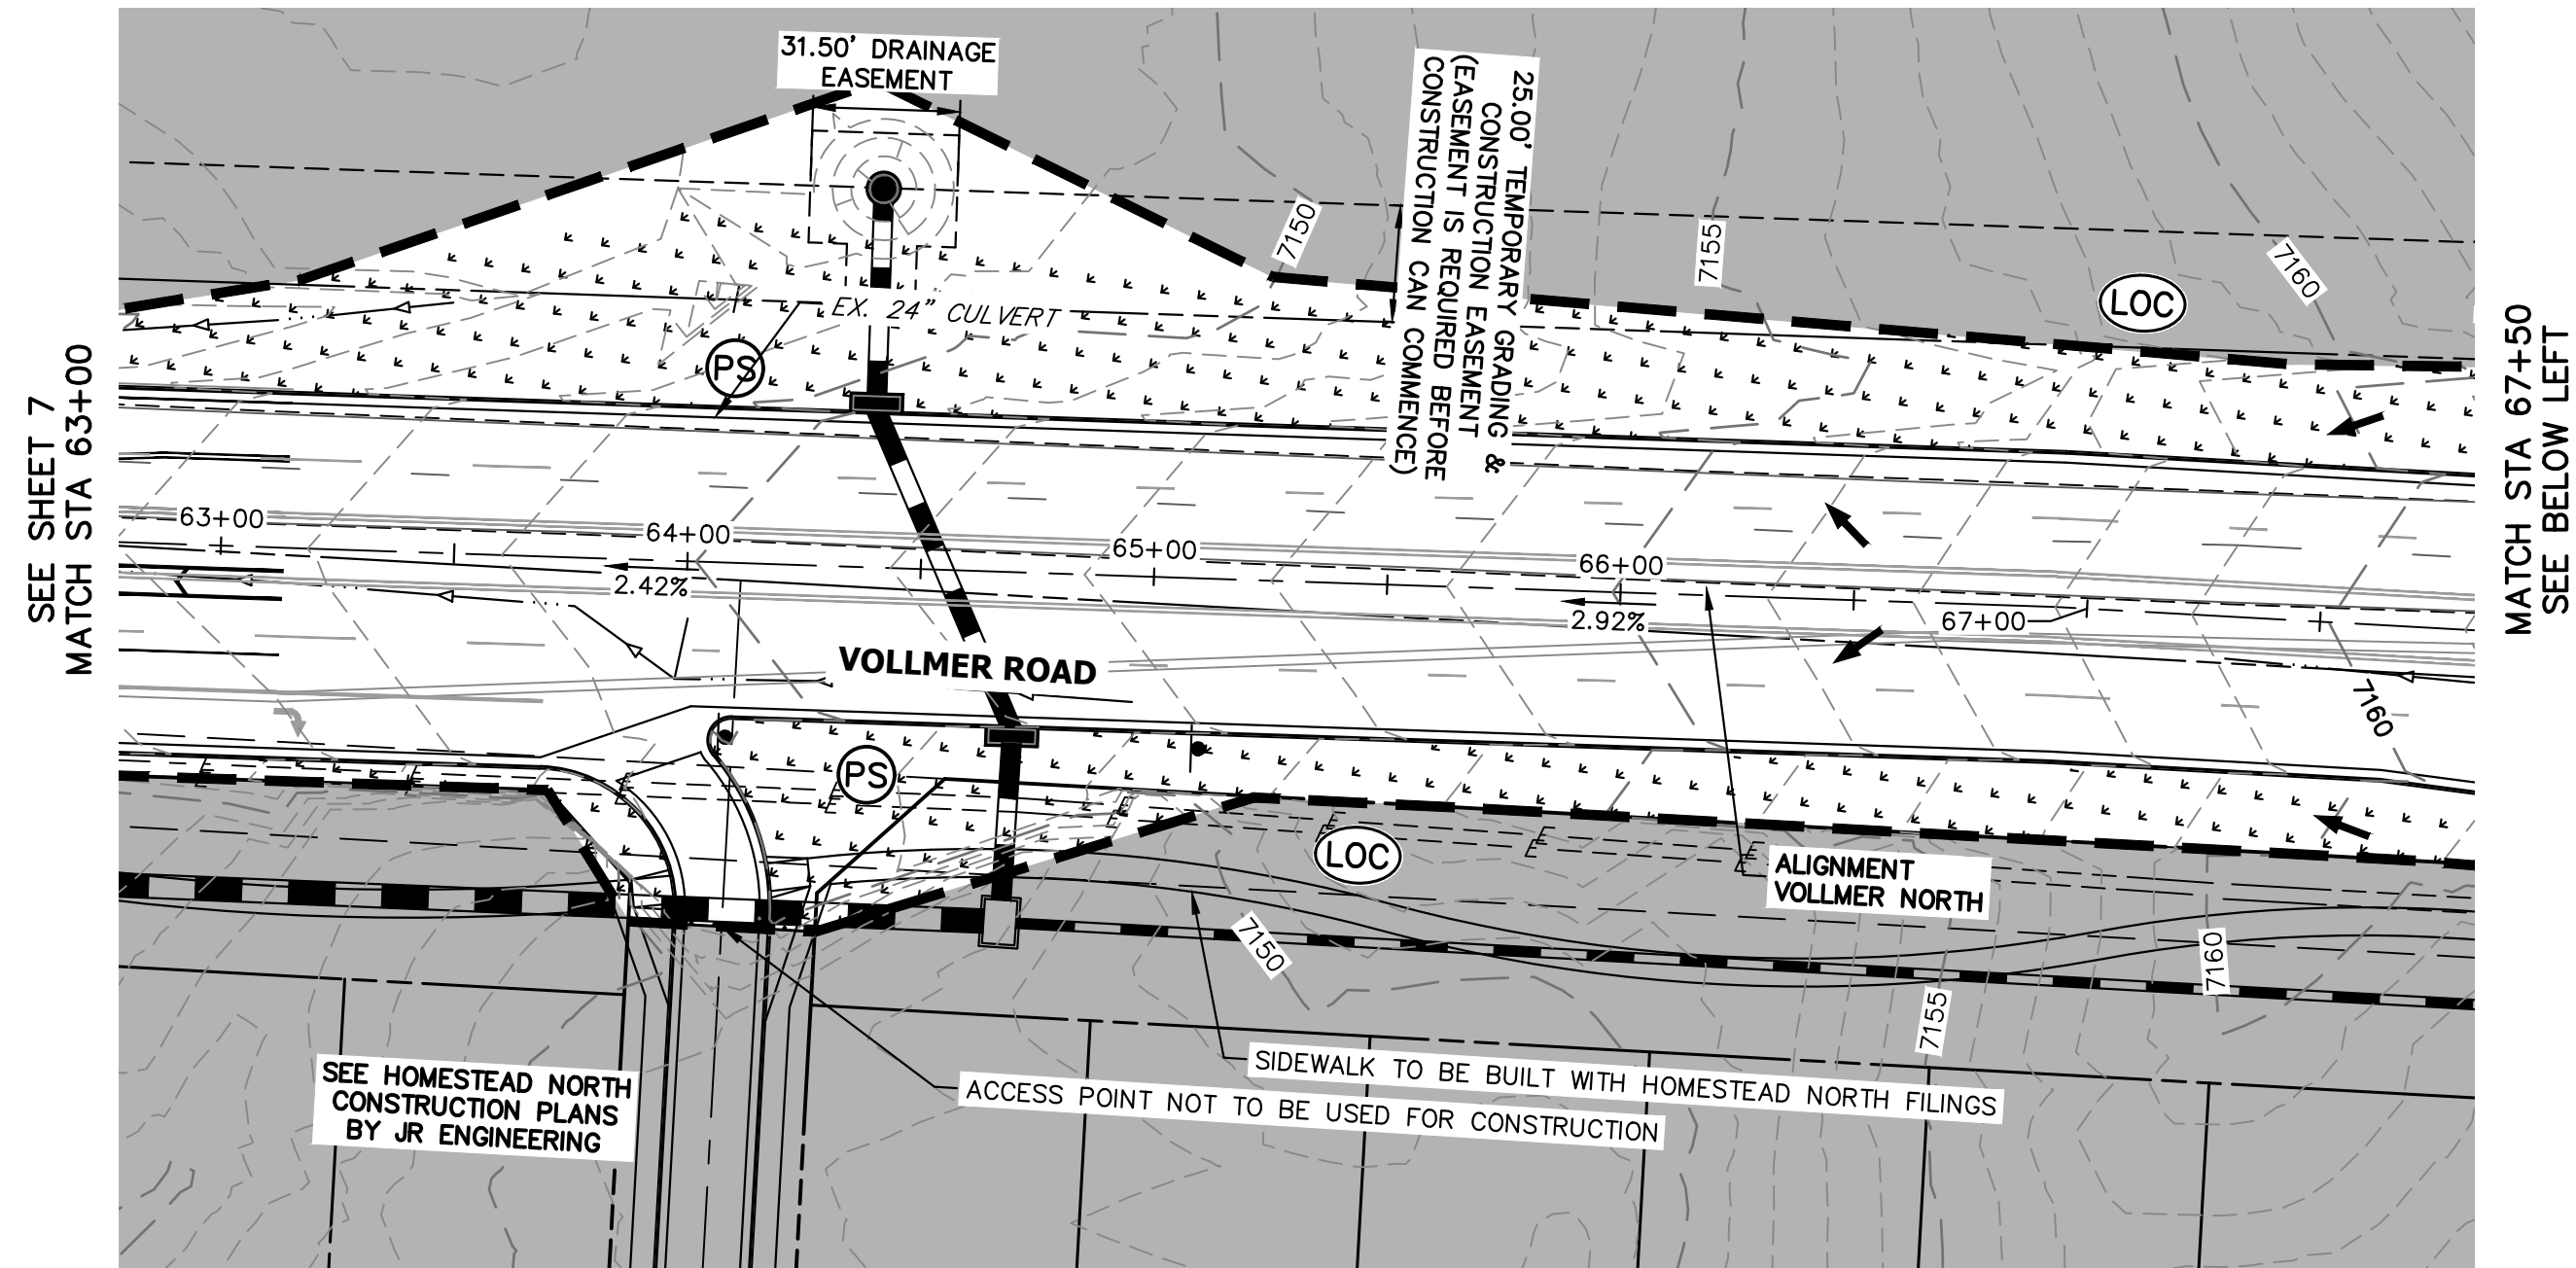 31.50' DRAINAGE
EASEMENT
25.00' TEMPORARY GRADING &
CONSTRUCTION EASEMENT
(EASEMENT IS REQUIRED BEFORE
CONSTRUCTION CAN COMMENCE)
7150
7155
7160
LOC
EX. 24" CULVERT
PS
SEE SHEET 7
MATCH STA 63+00
MATCH STA 67+50
SEE BELOW LEFT
63+00
64+00
65+00
66+00
67+00
2.42%
2.92%
VOLLMER ROAD
7160
PS
LOC
ALIGNMENT
VOLLMER NORTH
7150
7155
7160
SEE HOMESTEAD NORTH
CONSTRUCTION PLANS
BY JR ENGINEERING
SIDEWALK TO BE BUILT WITH HOMESTEAD NORTH FILINGS
ACCESS POINT NOT TO BE USED FOR CONSTRUCTION